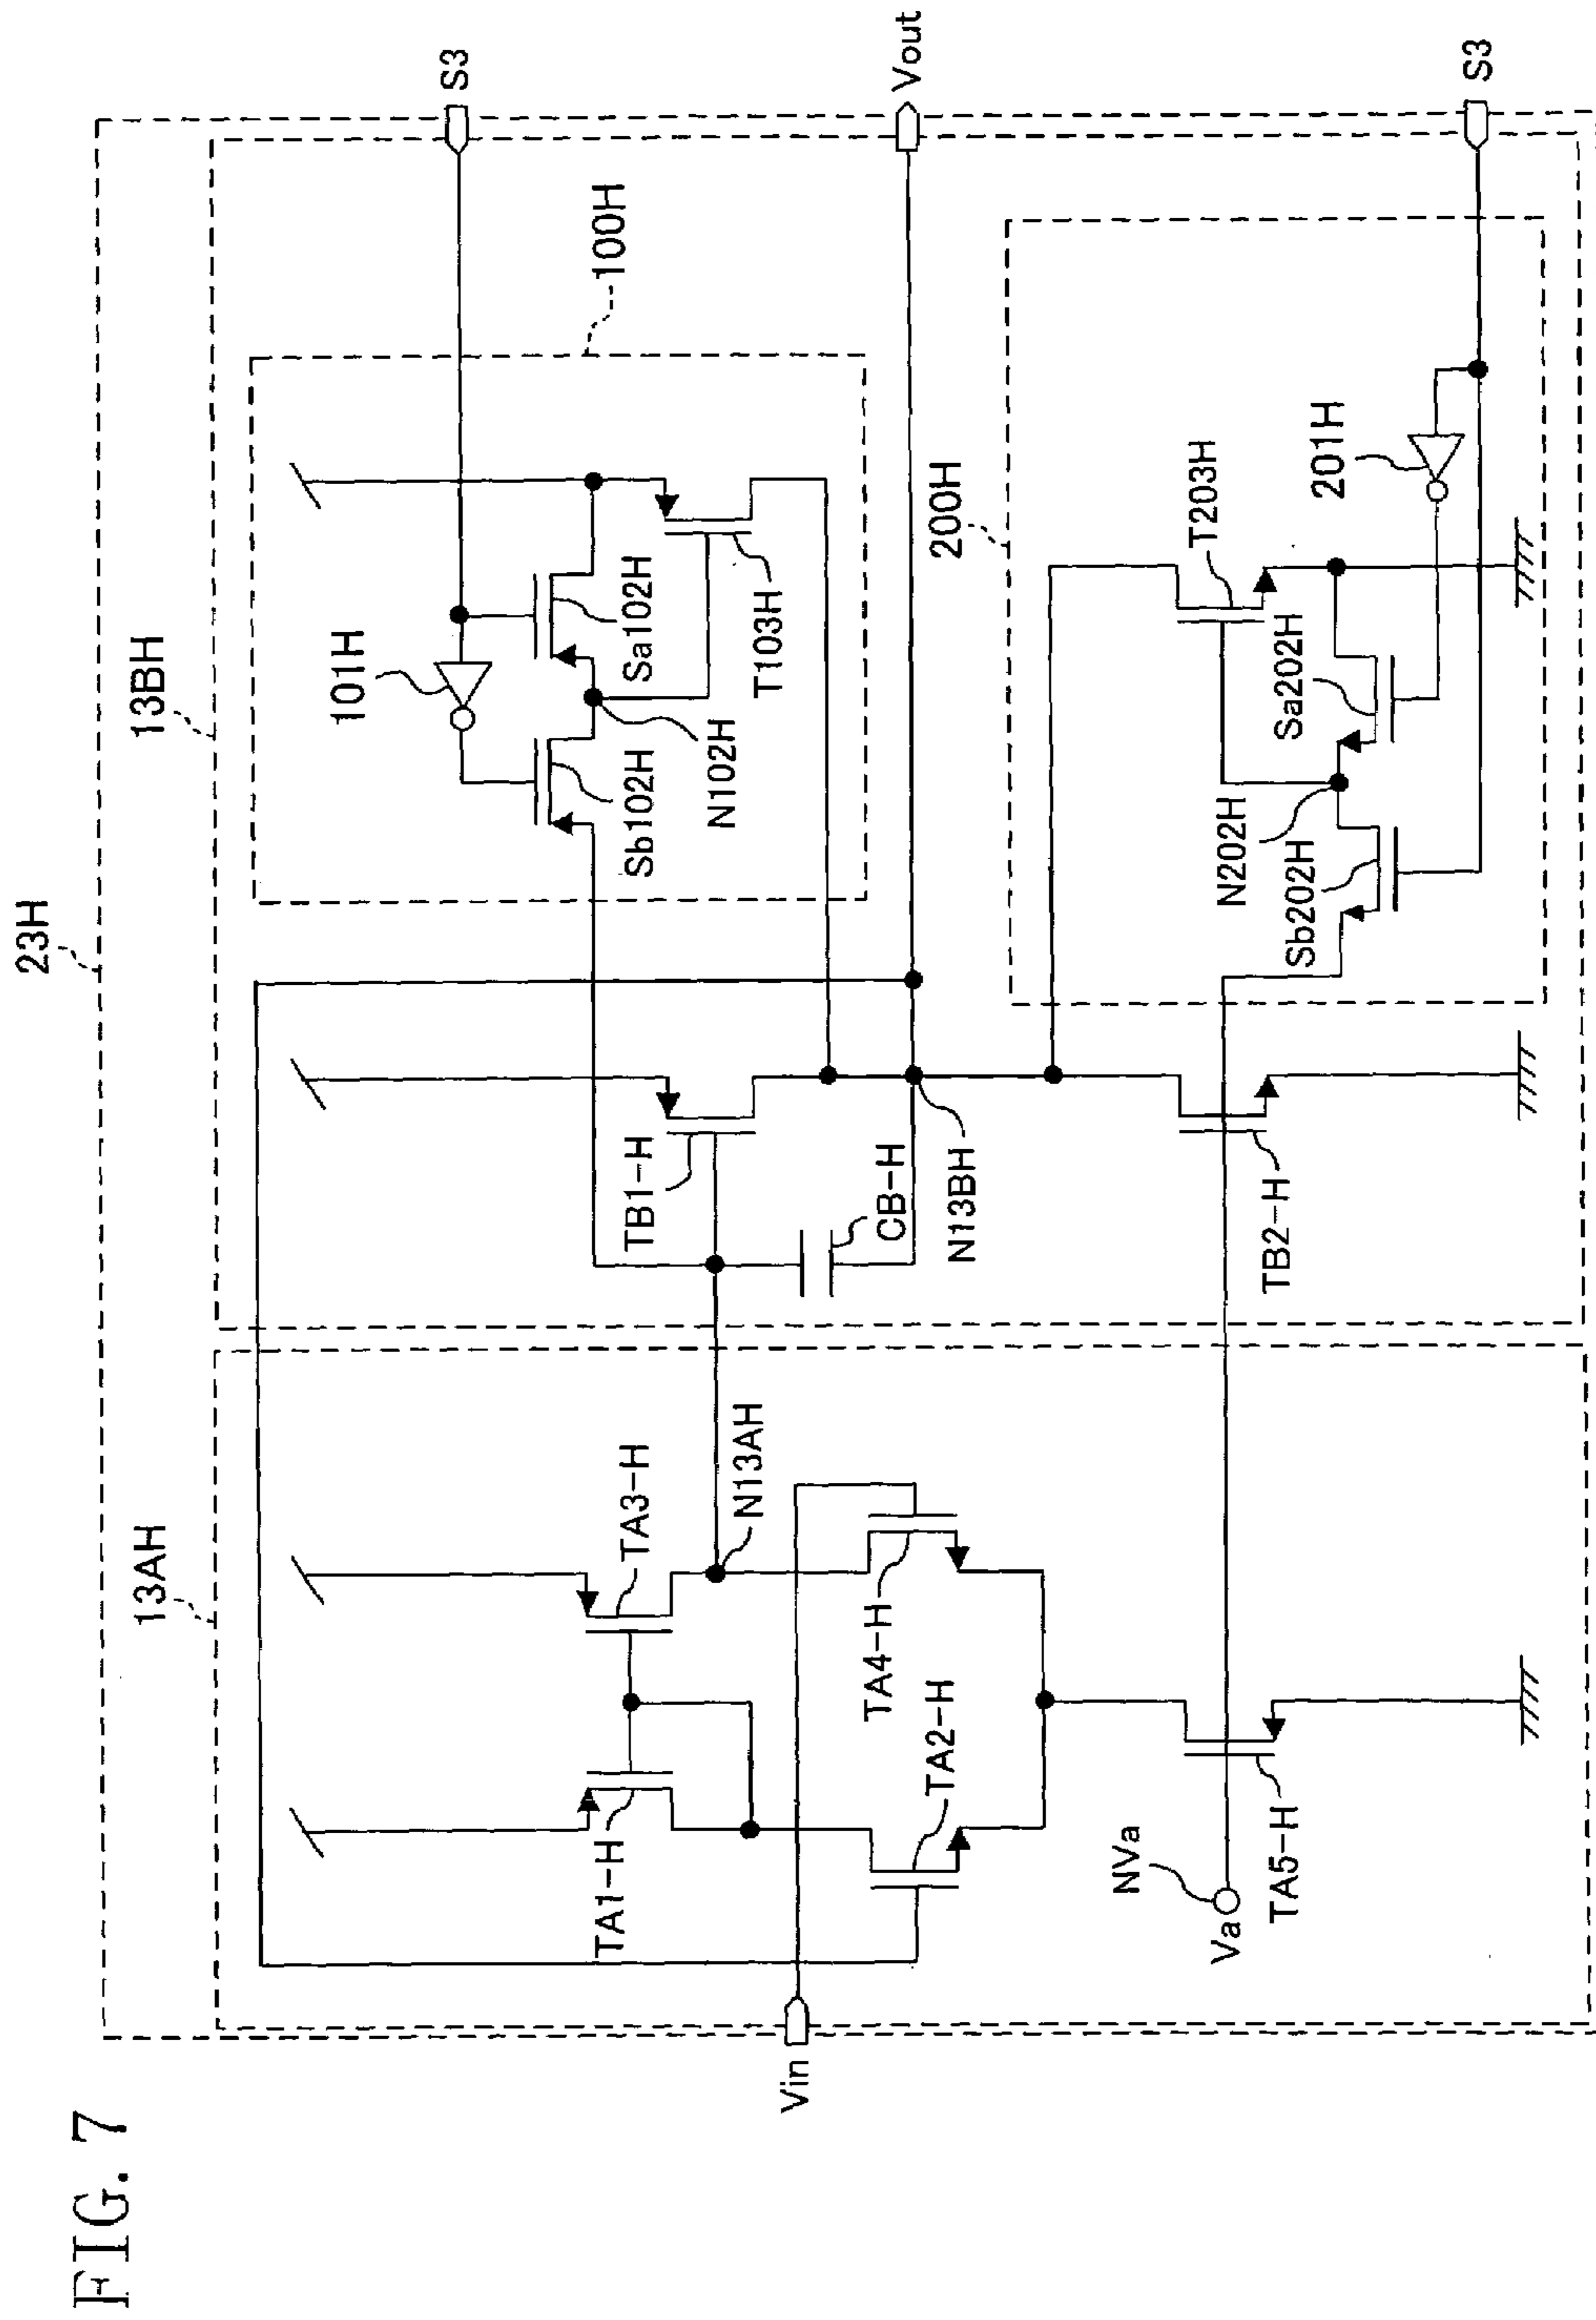 FIG. 7
23H
13AH
13BH
S3
101H
100H
Sb102H
Sa102H
N102H
T103H
TA1-H
TA3-H
N13AH
TB1-H
CB-H
Vin
Vout
TA2-H
TA4-H
N13BH
200H
T203H
NVa
Va
TA5-H
TB2-H
N202H
Sb202H
Sa202H
201H
S3